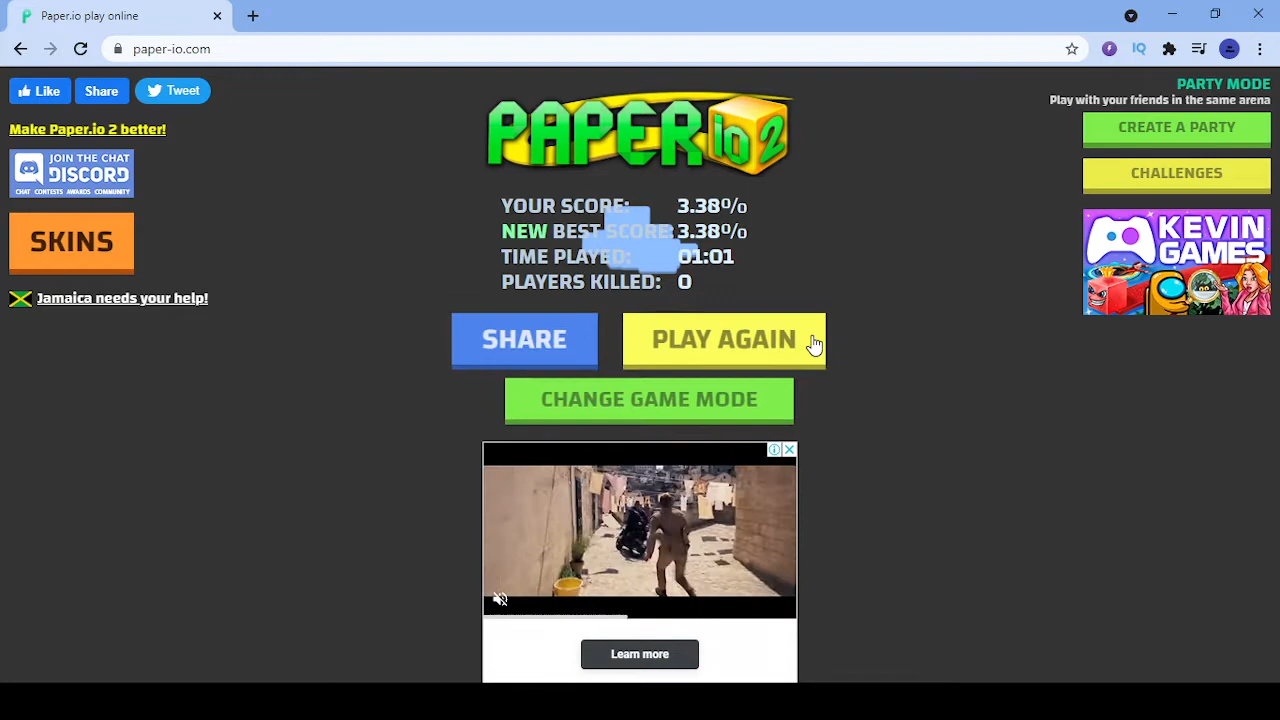 Paper.io play online
paper-io.com
IQ
Like
Share
Tweet
Make Paper.io 2 better!
JOIN THE CHAT
DISCORD
CHAT CONTESTS AWARDS COMMUNITY
SKINS
Jamaica needs your help!
PAPER io 2
YOUR SCORE: 3.38%
NEW BEST SCORE: 3.38%
TIME PLAYED: 01:01
PLAYERS KILLED: 0
SHARE
PLAY AGAIN
CHANGE GAME MODE
Learn more
PARTY MODE
Play with your friends in the same arena
CREATE A PARTY
CHALLENGES
KEVIN
GAMES